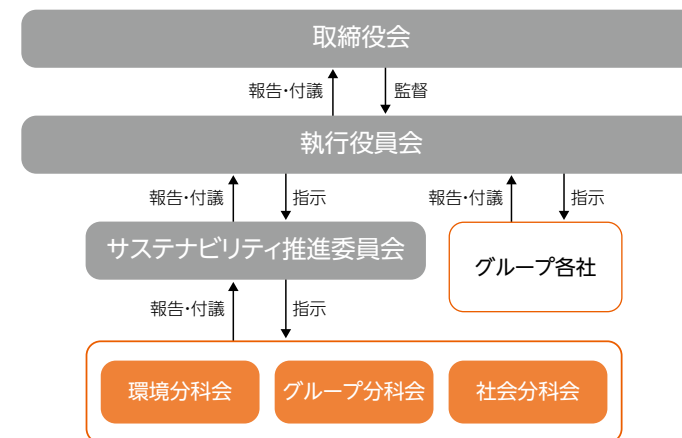 取締役会
報告・付議
監督
執行役員会
報告・付議
指示
報告・付議
指示
サステナビリティ推進委員会
グループ各社
報告・付議
指示
環境分科会
グループ分科会
社会分科会